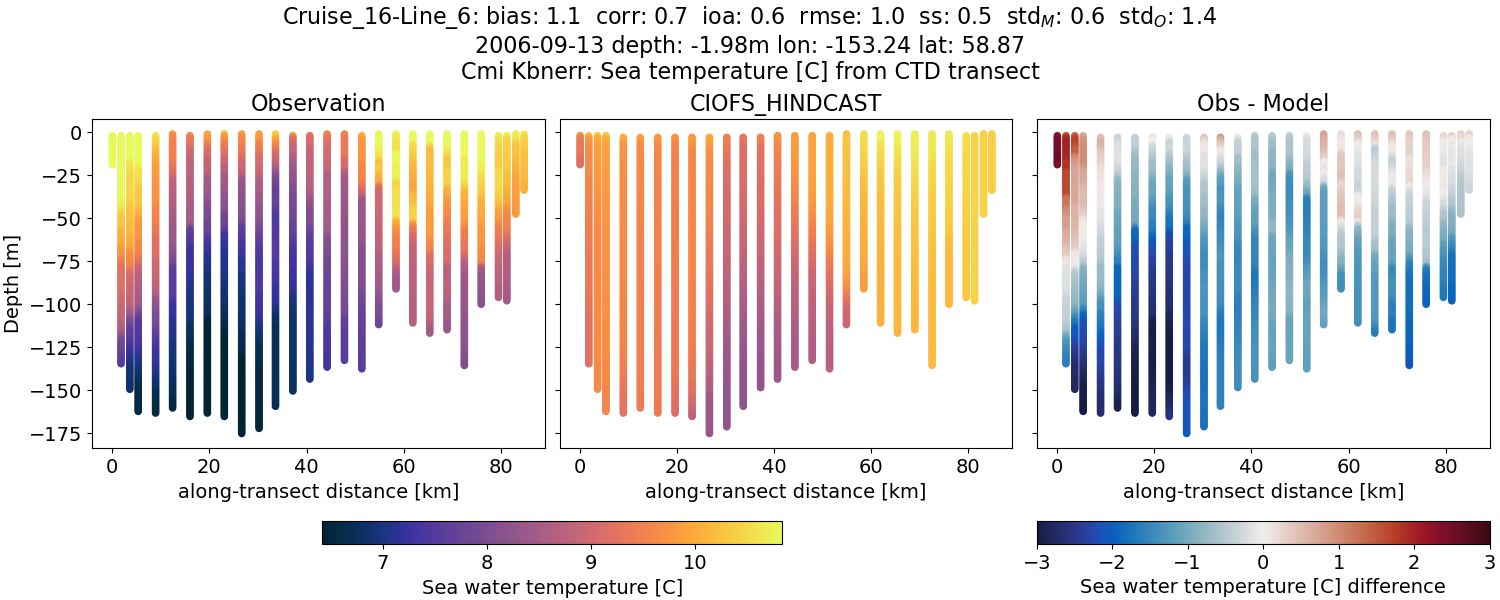 Cruise_16-Line_6: bias: 1.1 corr: 0.7 ioa: 0.6 rmse: 1.0 ss: 0.5 std_M: 0.6 std_O: 1.4
2006-09-13 depth: -1.98m lon: -153.24 lat: 58.87
Cmi Kbnerr: Sea temperature [C] from CTD transect
Observation
CIOFS_HINDCAST
Obs - Model
Depth [m]
0
−25
−50
−75
−100
−125
−150
−175
0 20 40 60 80
0 20 40 60 80
0 20 40 60 80
along-transect distance [km]
along-transect distance [km]
along-transect distance [km]
7 8 9 10
Sea water temperature [C]
−3 −2 −1 0 1 2 3
Sea water temperature [C] difference